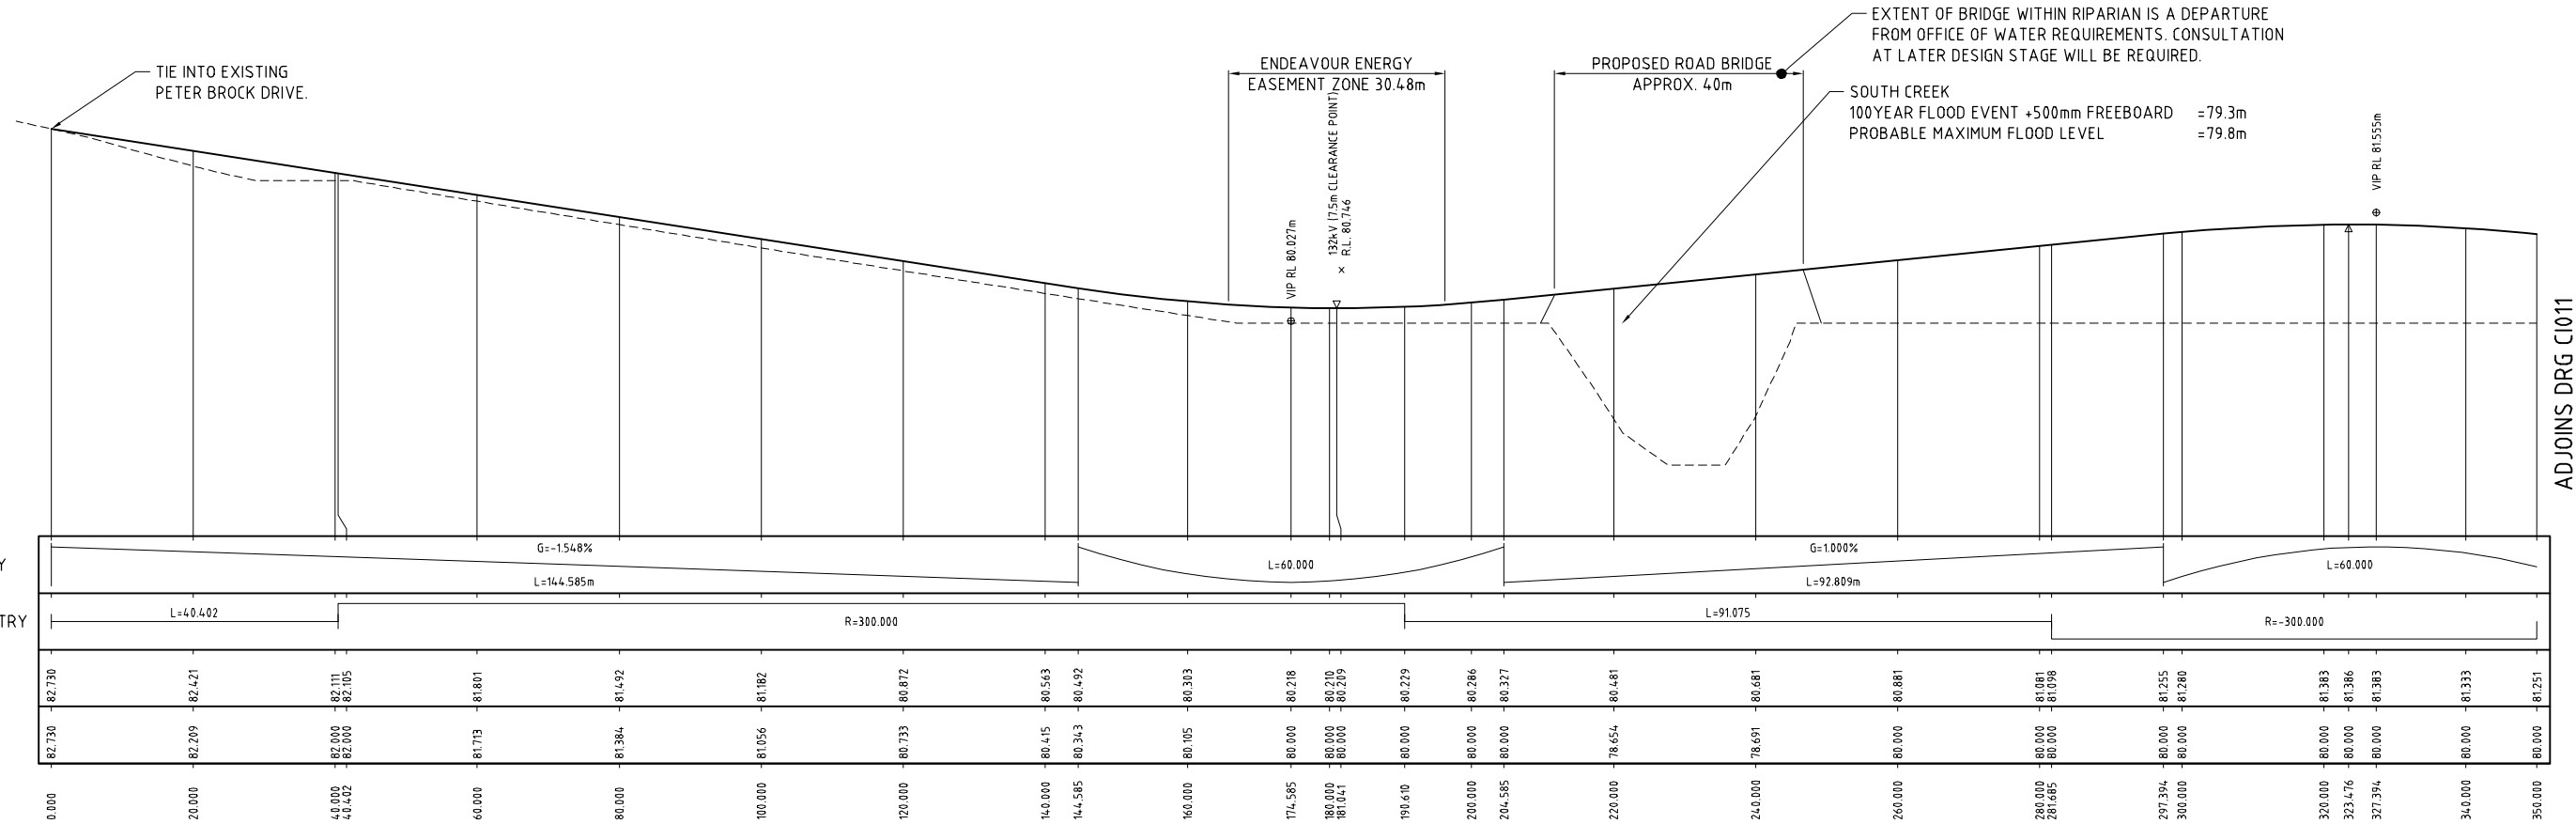 EXTENT OF BRIDGE WITHIN RIPARIAN IS A DEPARTURE
FROM OFFICE OF WATER REQUIREMENTS. CONSULTATION
AT LATER DESIGN STAGE WILL BE REQUIRED.
TIE INTO EXISTING
PETER BROCK DRIVE.
ENDEAVOUR ENERGY
EASEMENT ZONE 30.48m
PROPOSED ROAD BRIDGE
APPROX. 40m
SOUTH CREEK
100YEAR FLOOD EVENT +500mm FREEBOARD =79.3m
PROBABLE MAXIMUM FLOOD LEVEL =79.8m
VIP RL 80.027m
132kV (7.5m CLEARANCE POINT)
R.L. 80.746
VIP RL 81.555m
ADJOINS DRG CI011
Y
G=-1.548%
L=144.585m
L=60.000
G=1.000%
L=92.809m
L=60.000
TRY
L=40.402
R=300.000
L=91.075
R=-300.000
82.730 82.421 82.111 82.105 81.801 81.492 81.182 80.872 80.563 80.492 80.303 80.218 80.210 80.209 80.229 80.286 80.327 80.481 80.681 80.881 81.081 81.098 81.255 81.280 81.383 81.386 81.383 81.333 81.251
82.730 82.209 82.000 82.000 81.713 81.384 81.056 80.733 80.415 80.343 80.105 80.000 80.000 80.000 80.000 80.000 80.000 78.654 78.691 80.000 80.000 80.000 80.000 80.000 80.000 80.000 80.000 80.000 80.000
0.000 20.000 40.000 40.402 60.000 80.000 100.000 120.000 140.000 144.585 160.000 174.585 180.000 181.041 190.610 200.000 204.585 220.000 240.000 260.000 280.000 281.685 297.394 300.000 320.000 323.476 327.394 340.000 350.000